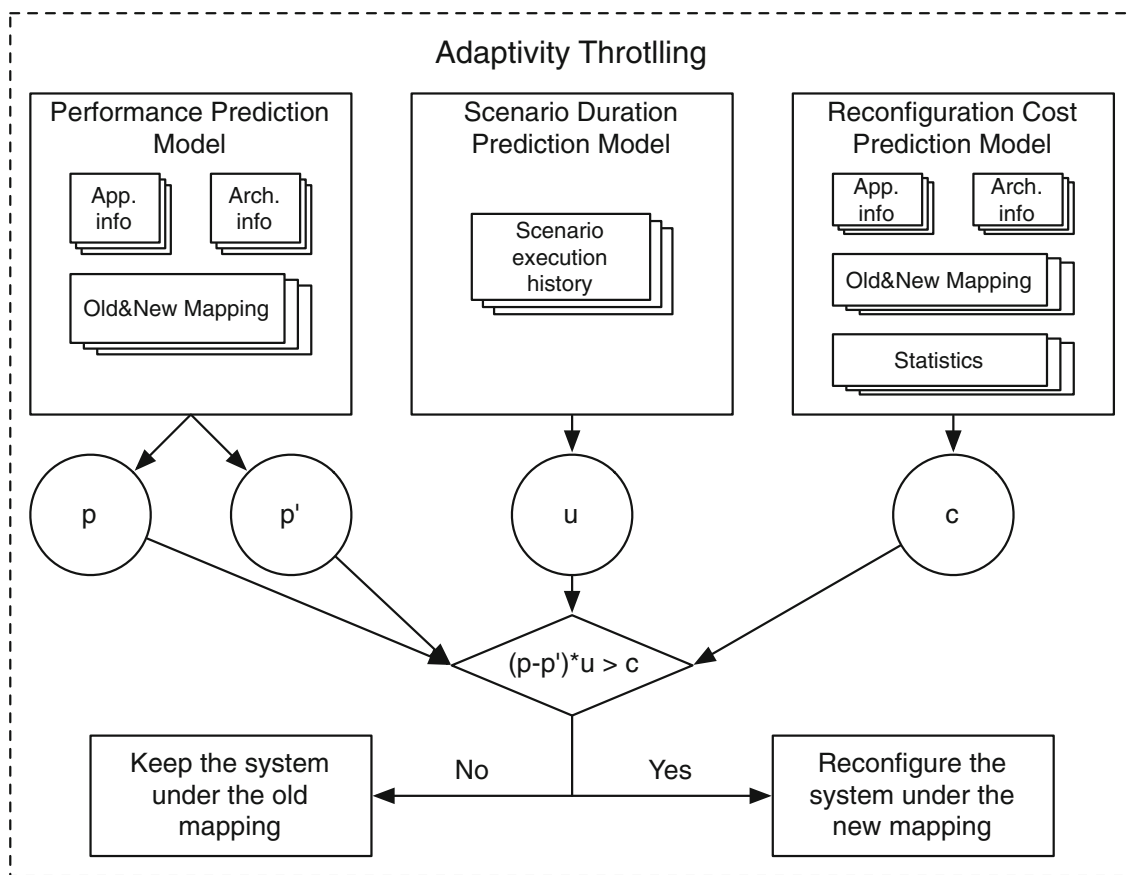 Adaptivity Throtlling
Performance Prediction
Model
App.
info
Arch.
info
Old&New Mapping
Scenario Duration
Prediction Model
Scenario
execution
history
Reconfiguration Cost
Prediction Model
App.
info
Arch.
info
Old&New Mapping
Statistics
p
p'
u
c
(p-p')*u > c
No
Yes
Keep the system
under the old
mapping
Reconfigure the
system under the
new mapping